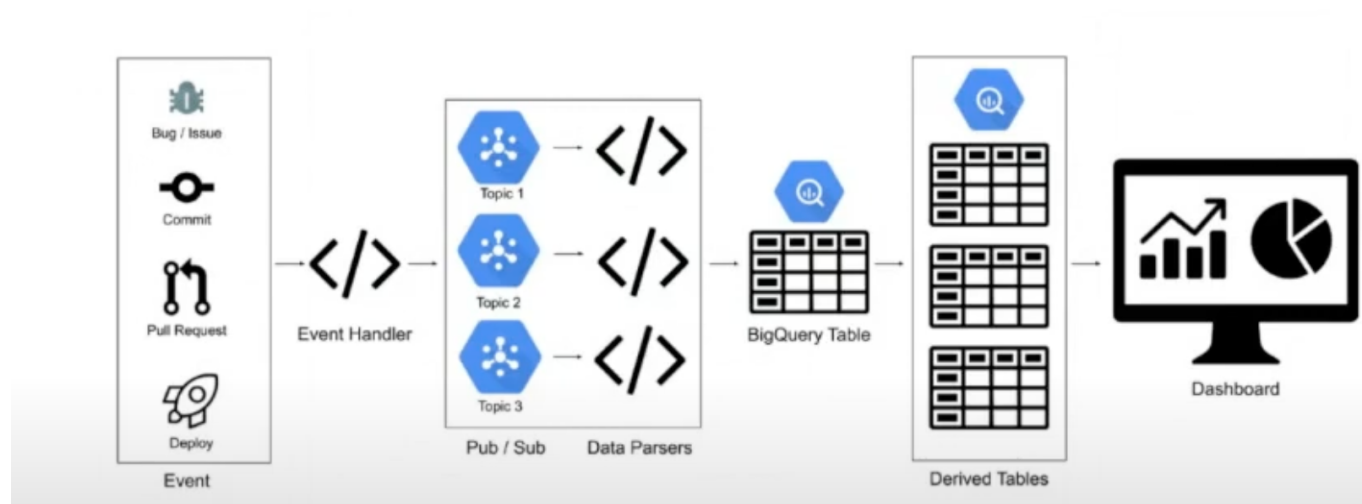 Bug / Issue
Commit
Pull Request
Deploy
Event
Event Handler
Topic 1
Topic 2
Topic 3
Pub / Sub
Data Parsers
BigQuery Table
Derived Tables
Dashboard